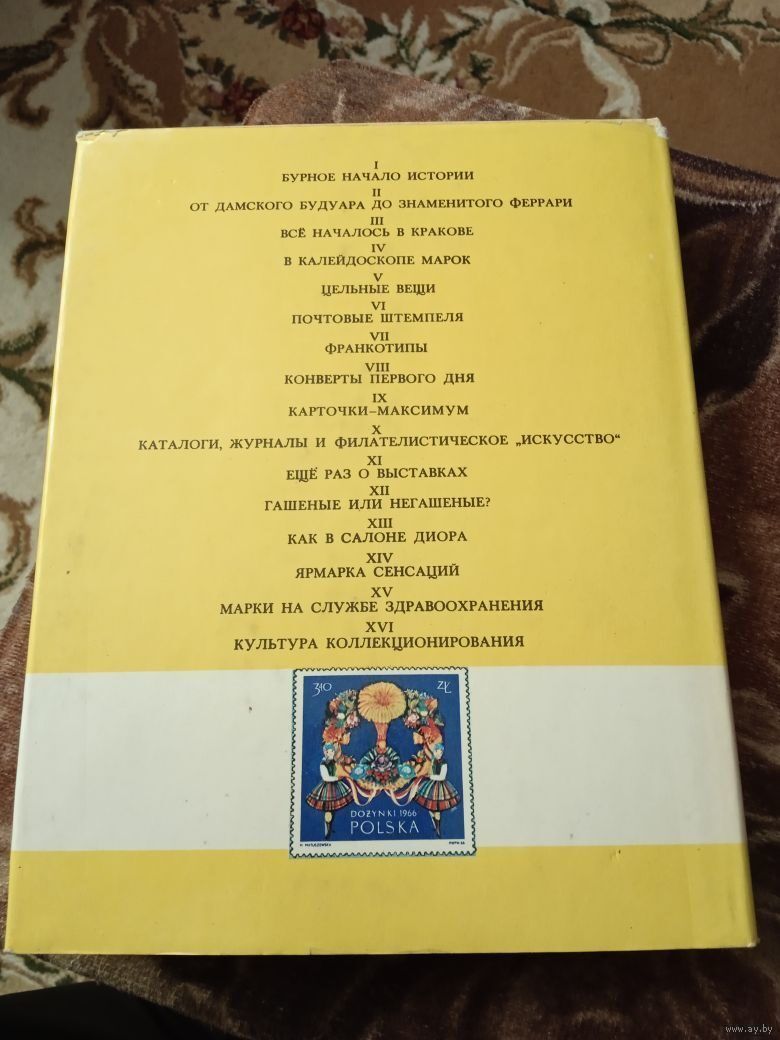 I
БУРНОЕ НАЧАЛО ИСТОРИИ
II
ОТ ДАМСКОГО БУДУАРА ДО ЗНАМЕНИТОГО ФЕРРАРИ
III
ВСЁ НАЧАЛОСЬ В КРАКОВЕ
IV
В КАЛЕЙДОСКОПЕ МАРОК
V
ЦЕЛЬНЫЕ ВЕЩИ
VI
ПОЧТОВЫЕ ШТЕМПЕЛЯ
VII
ФРАНКОТИПЫ
VIII
КОНВЕРТЫ ПЕРВОГО ДНЯ
IX
КАРТОЧКИ–МАКСИМУМ
X
КАТАЛОГИ, ЖУРНАЛЫ И ФИЛАТЕЛИСТИЧЕСКОЕ „ИСКУССТВО“
XI
ЕЩЁ РАЗ О ВЫСТАВКАХ
XII
ГАШЕНЫЕ ИЛИ НЕГАШЕНЫЕ?
XIII
КАК В САЛОНЕ ДИОРА
XIV
ЯРМАРКА СЕНСАЦИЙ
XV
МАРКИ НА СЛУЖБЕ ЗДРАВООХРАНЕНИЯ
XVI
КУЛЬТУРА КОЛЛЕКЦИОНИРОВАНИЯ
3,40 ZŁ
DOŻYNKI 1966
POLSKA
www.ay.by